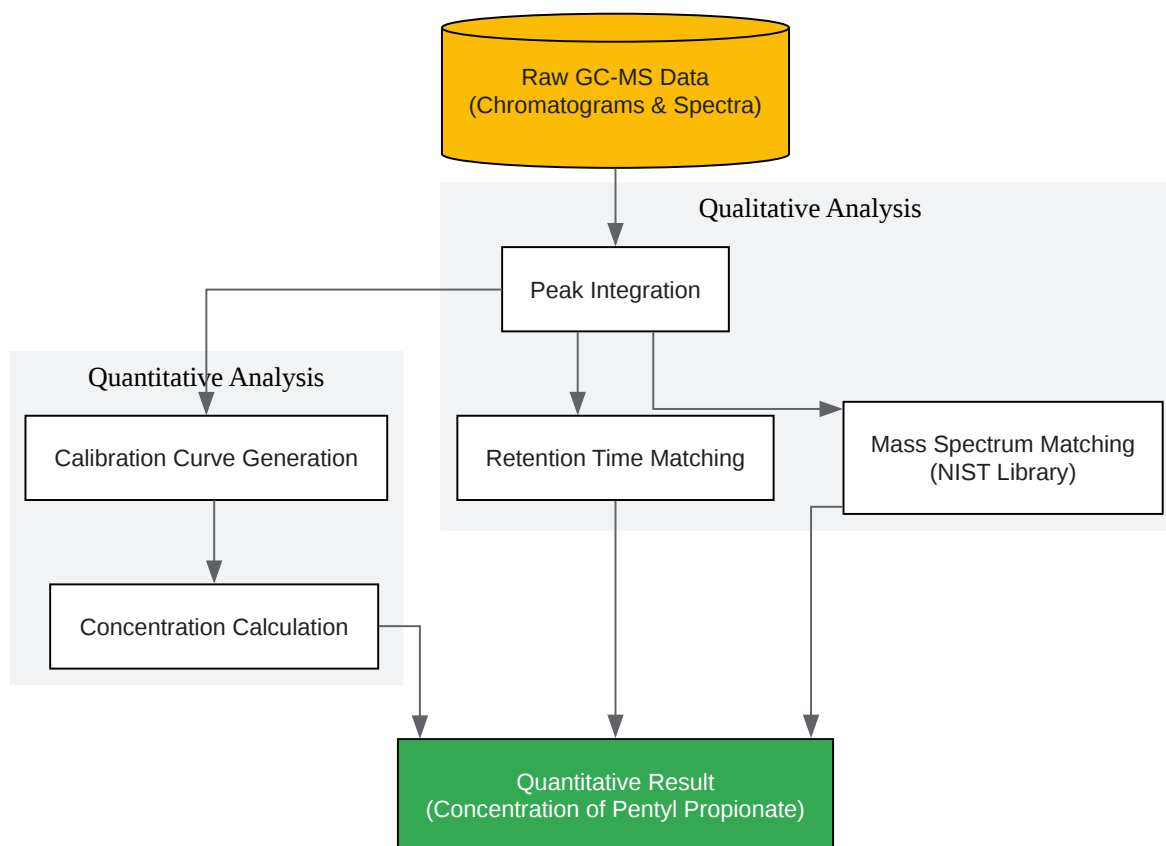 Raw GC-MS Data
(Chromatograms & Spectra)
Qualitative Analysis
Peak Integration
Quantitative Analysis
Calibration Curve Generation
Retention Time Matching
Mass Spectrum Matching
(NIST Library)
Concentration Calculation
Quantitative Result
(Concentration of Pentyl Propionate)